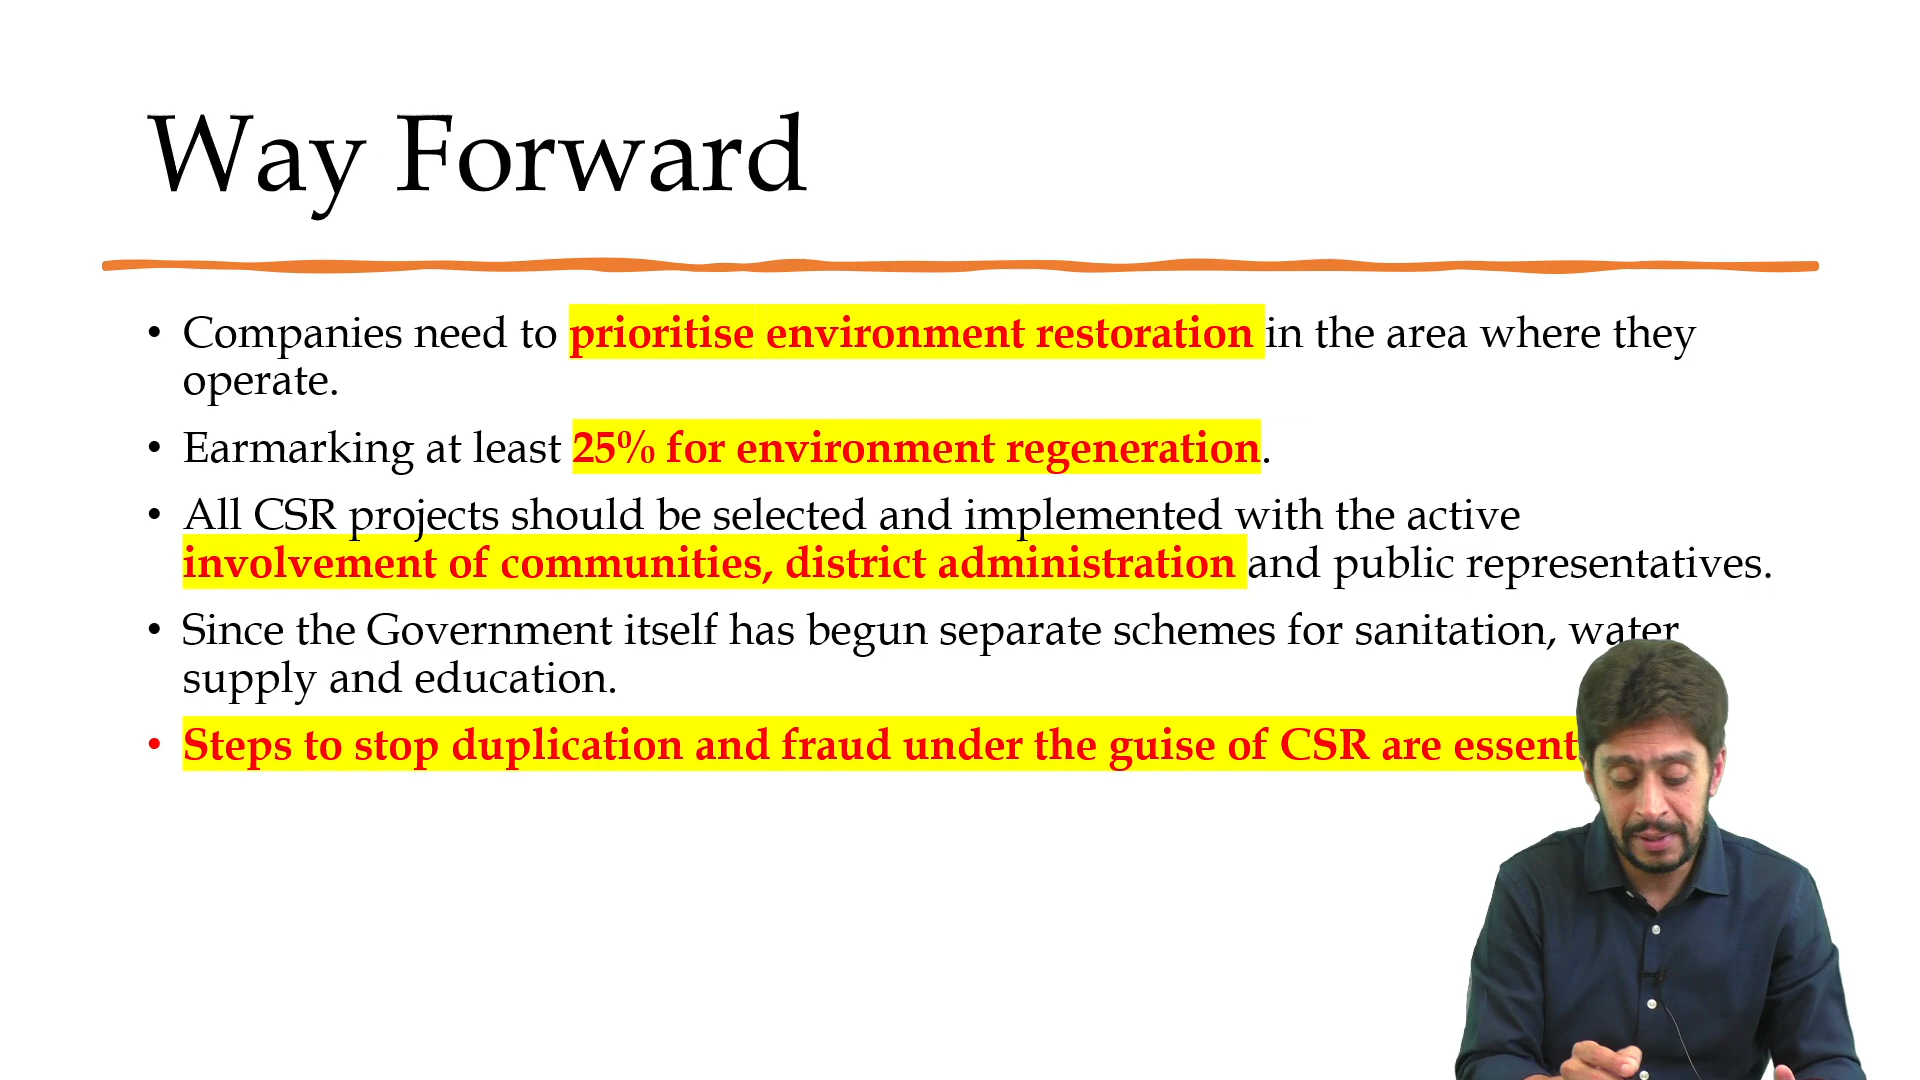 Way Forward
• Companies need to prioritise environment restoration in the area where they
operate.
• Earmarking at least 25% for environment regeneration.
• All CSR projects should be selected and implemented with the active
involvement of communities, district administration and public representatives.
• Since the Government itself has begun separate schemes for sanitation, water
supply and education.
• Steps to stop duplication and fraud under the guise of CSR are